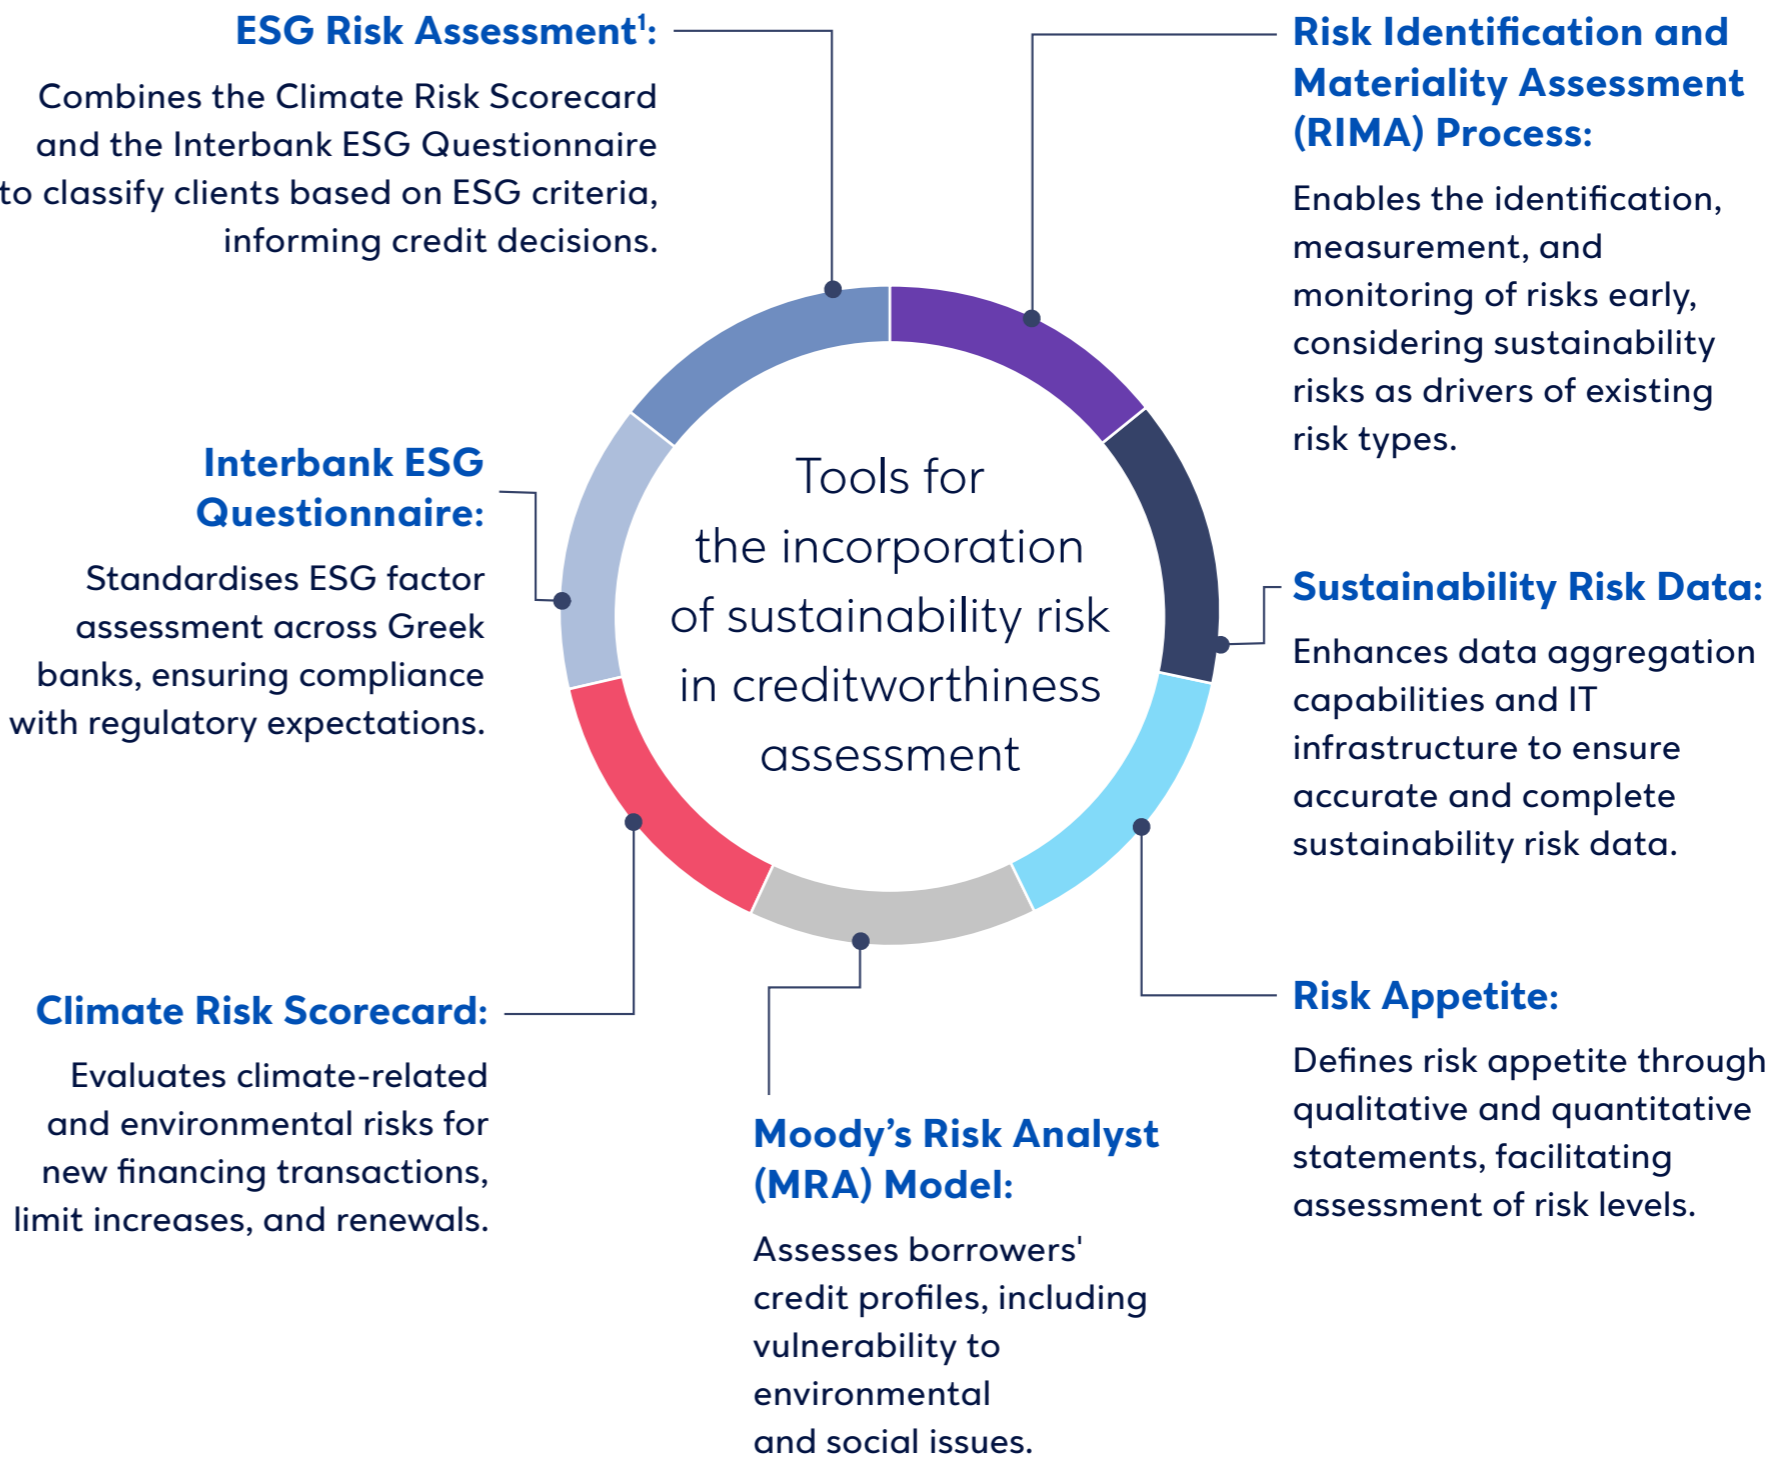 ESG Risk Assessment¹:
Combines the Climate Risk Scorecard
and the Interbank ESG Questionnaire
to classify clients based on ESG criteria,
informing credit decisions.
Risk Identification and
Materiality Assessment
(RIMA) Process:
Enables the identification,
measurement, and
monitoring of risks early,
considering sustainability
risks as drivers of existing
risk types.
Interbank ESG
Questionnaire:
Standardises ESG factor
assessment across Greek
banks, ensuring compliance
with regulatory expectations.
Tools for
the incorporation
of sustainability risk
in creditworthiness
assessment
Sustainability Risk Data:
Enhances data aggregation
capabilities and IT
infrastructure to ensure
accurate and complete
sustainability risk data.
Climate Risk Scorecard:
Evaluates climate-related
and environmental risks for
new financing transactions,
limit increases, and renewals.
Moody’s Risk Analyst
(MRA) Model:
Assesses borrowers'
credit profiles, including
vulnerability to
environmental
and social issues.
Risk Appetite:
Defines risk appetite through
qualitative and quantitative
statements, facilitating
assessment of risk levels.